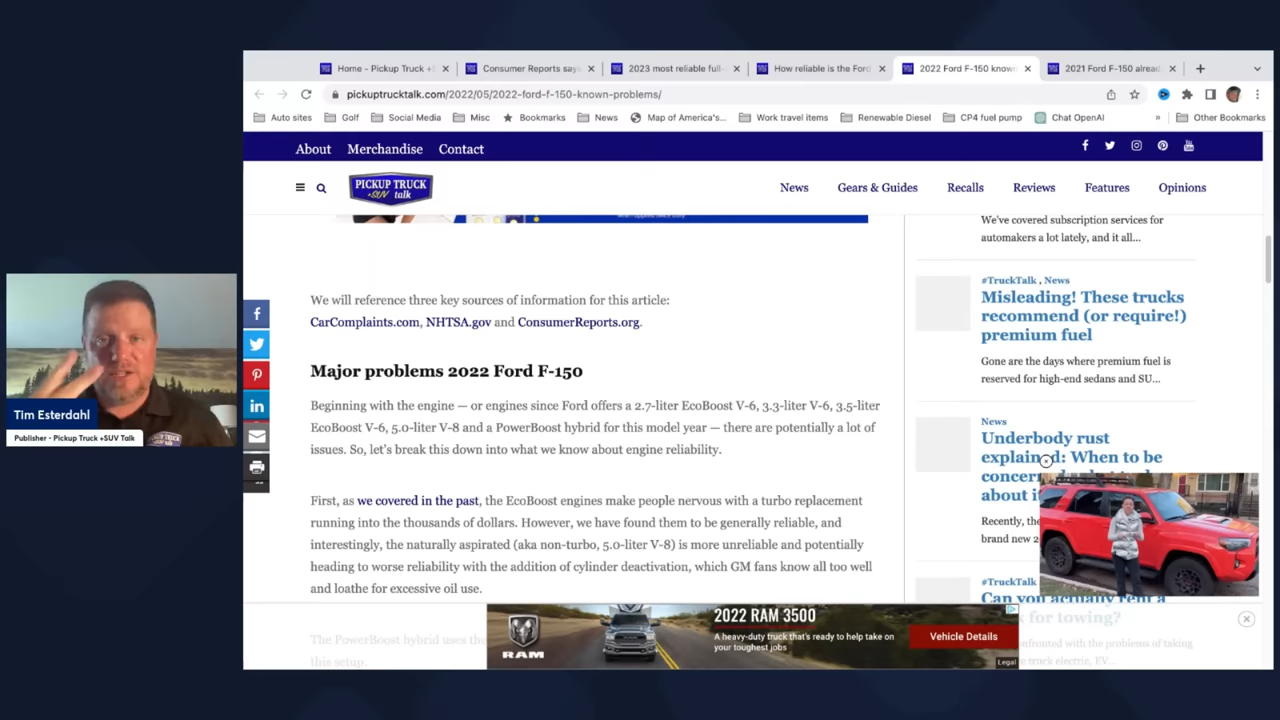 Home - Pickup Truck +S
Consumer Reports says
2023 most reliable full-
How reliable is the Ford
2022 Ford F-150 known
2021 Ford F-150 alread
pickuptrucktalk.com/2022/05/2022-ford-f-150-known-problems/
Auto sites
Golf
Social Media
Misc
Bookmarks
News
Map of America's...
Work travel items
Renewable Diesel
CP4 fuel pump
Chat OpenAI
»
Other Bookmarks
About
Merchandise
Contact
PICKUP TRUCK
+SUV talk
News
Gears & Guides
Recalls
Reviews
Features
Opinions
We will reference three key sources of information for this article:
CarComplaints.com, NHTSA.gov and ConsumerReports.org.
Major problems 2022 Ford F-150
Beginning with the engine — or engines since Ford offers a 2.7-liter EcoBoost V-6, 3.3-liter V-6, 3.5-liter
EcoBoost V-6, 5.0-liter V-8 and a PowerBoost hybrid for this model year — there are potentially a lot of
issues. So, let's break this down into what we know about engine reliability.
First, as we covered in the past, the EcoBoost engines make people nervous with a turbo replacement
running into the thousands of dollars. However, we have found them to be generally reliable, and
interestingly, the naturally aspirated (aka non-turbo, 5.0-liter V-8) is more unreliable and potentially
heading to worse reliability with the addition of cylinder deactivation, which GM fans know all too well
and loathe for excessive oil use.
The PowerBoost hybrid uses the
this setup.
We've covered subscription services for
automakers a lot lately, and it all...
#TruckTalk , News
Misleading! These trucks
recommend (or require!)
premium fuel
Gone are the days where premium fuel is
reserved for high-end sedans and SU...
News
Underbody rust
explained: When to be
concer
about i
Recently, the
brand new 2
#TruckTalk
Can you actually rent a
k for towing?
onfronted with the problems of taking
e truck electric, EV...
RAM
2022 RAM 3500
A heavy-duty truck that's ready to help take on
your toughest jobs
Vehicle Details
Legal
Tim Esterdahl
Publisher - Pickup Truck +SUV Talk